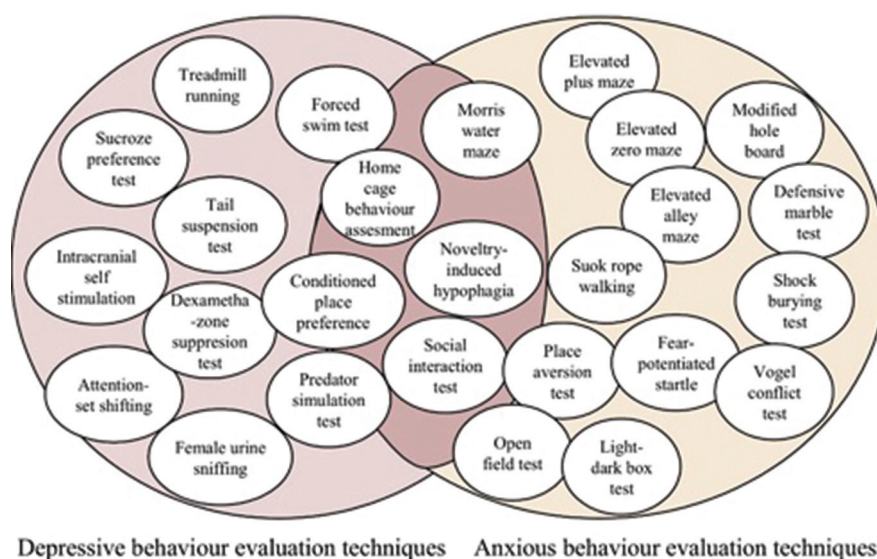 Treadmill
running
Forced
swim test
Sucroze
preference
test
Home
cage
behaviour
assesment
Tail
suspension
test
Intracranial
self
stimulation
Conditioned
place
preference
Dexametha
-zone
suppresion
test
Attention-
set shifting
Predator
simulation
test
Female urine
sniffing
Morris
water
maze
Noveltry-
induced
hypophagia
Social
interaction
test
Elevated
plus maze
Elevated
zero maze
Modified
hole
board
Elevated
alley
maze
Defensive
marble
test
Suok rope
walking
Shock
burying
test
Place
aversion
test
Fear-
potentiated
startle
Vogel
conflict
test
Open
field test
Light-
dark box
test
Depressive behaviour evaluation techniques
Anxious behaviour evaluation techniques